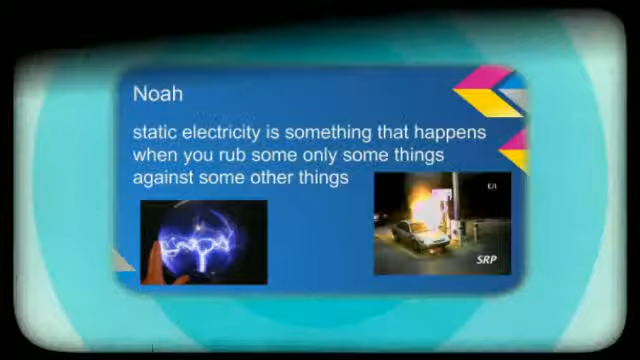 Noah
static electricity is something that happens
when you rub some only some things
against some other things
SRP